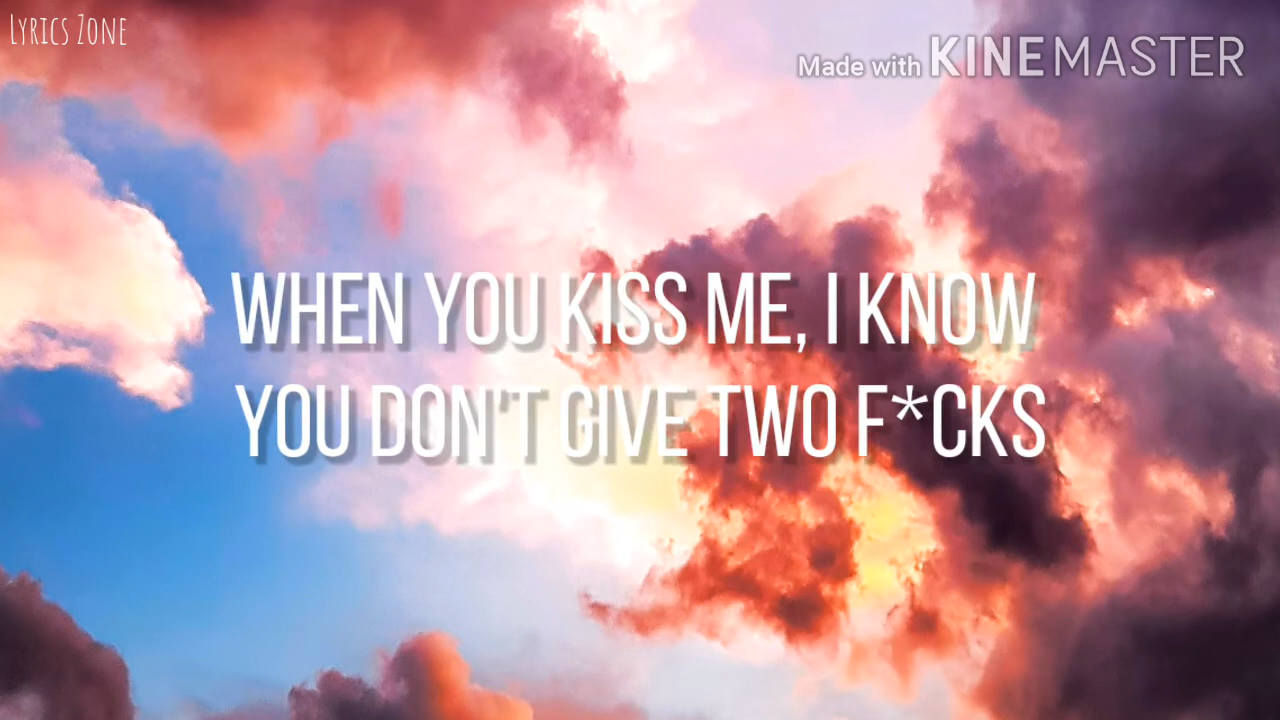 LYRICS ZONE
Made with KINEMASTER
WHEN YOU KISS ME, I KNOW
YOU DON'T GIVE TWO F*CKS